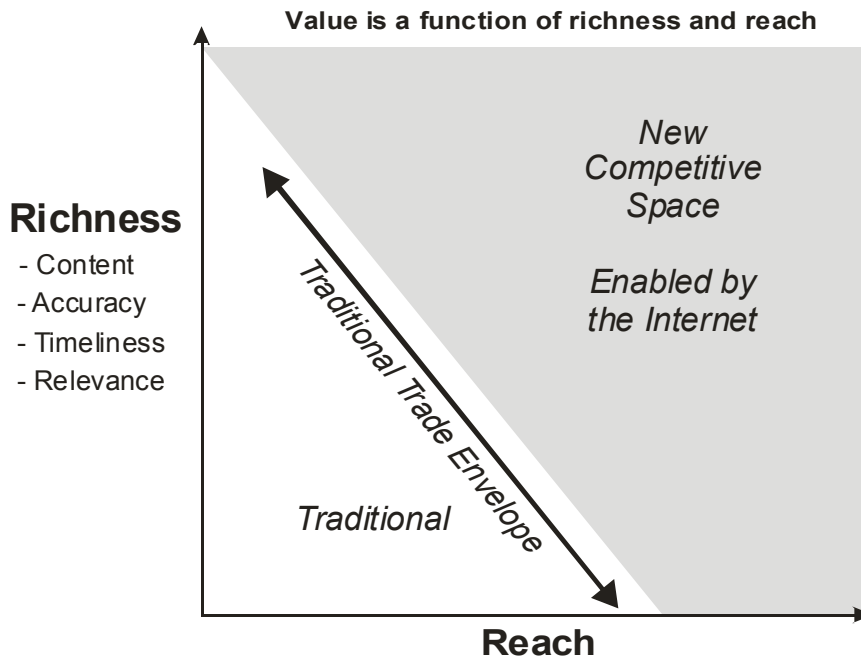 Value is a function of richness and reach
New
Competitive
Space
Enabled by
the Internet
Richness
- Content
- Accuracy
- Timeliness
- Relevance
Traditional Trade Envelope
Traditional
Reach